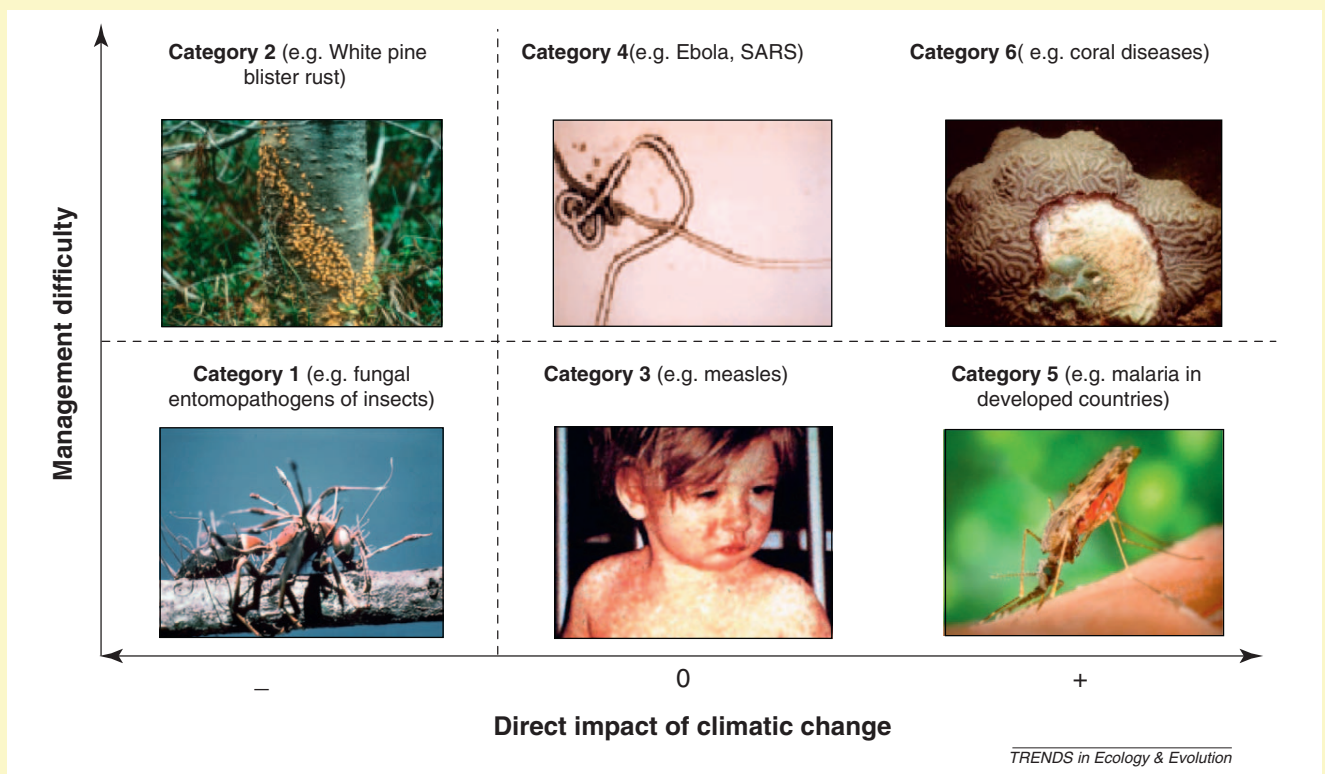 Category 2 (e.g. White pine
blister rust)
Category 4(e.g. Ebola, SARS)
Category 6( e.g. coral diseases)
Management difficulty
Category 1 (e.g. fungal
entomopathogens of insects)
Category 3 (e.g. measles)
Category 5 (e.g. malaria in
developed countries)
–
0
+
Direct impact of climatic change
TRENDS in Ecology & Evolution